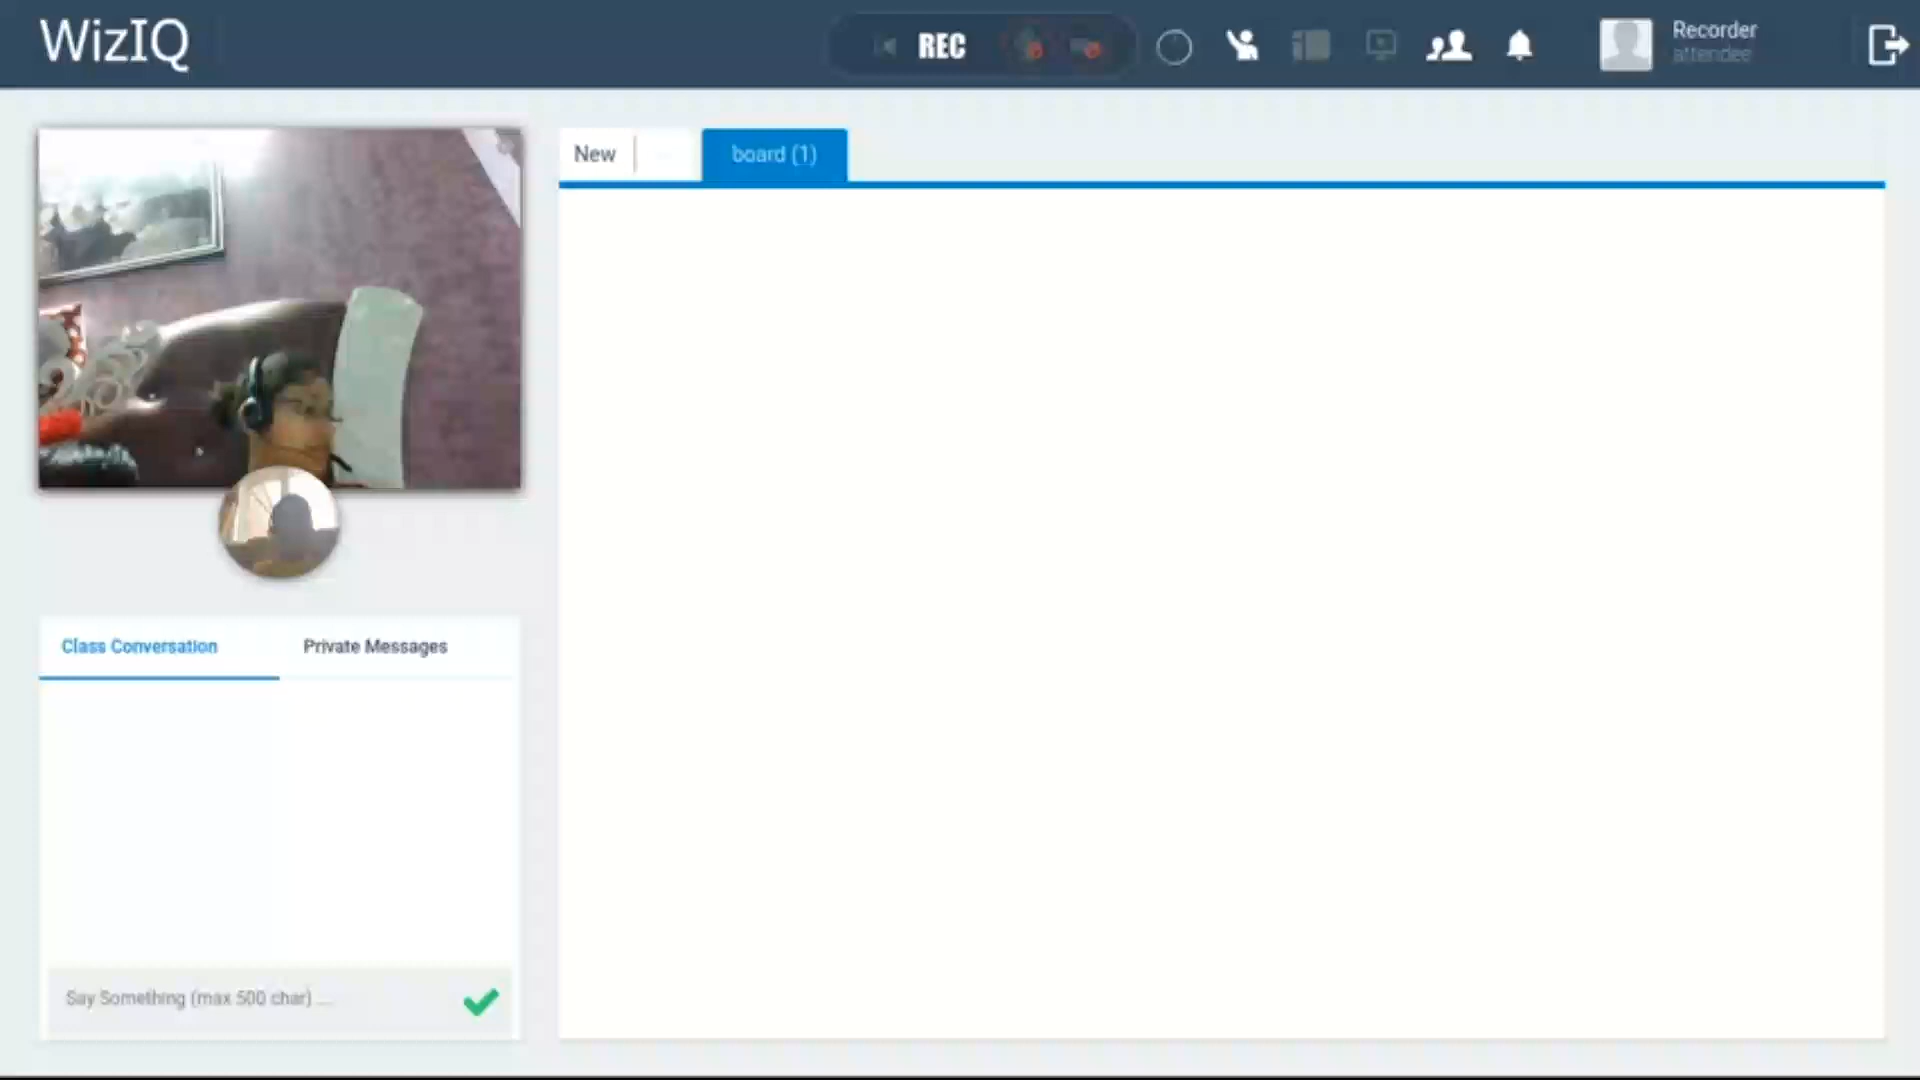 WizIQ
REC
Recorder
attendee
New
board (1)
Class Conversation
Private Messages
Say Something (max 500 char) ...